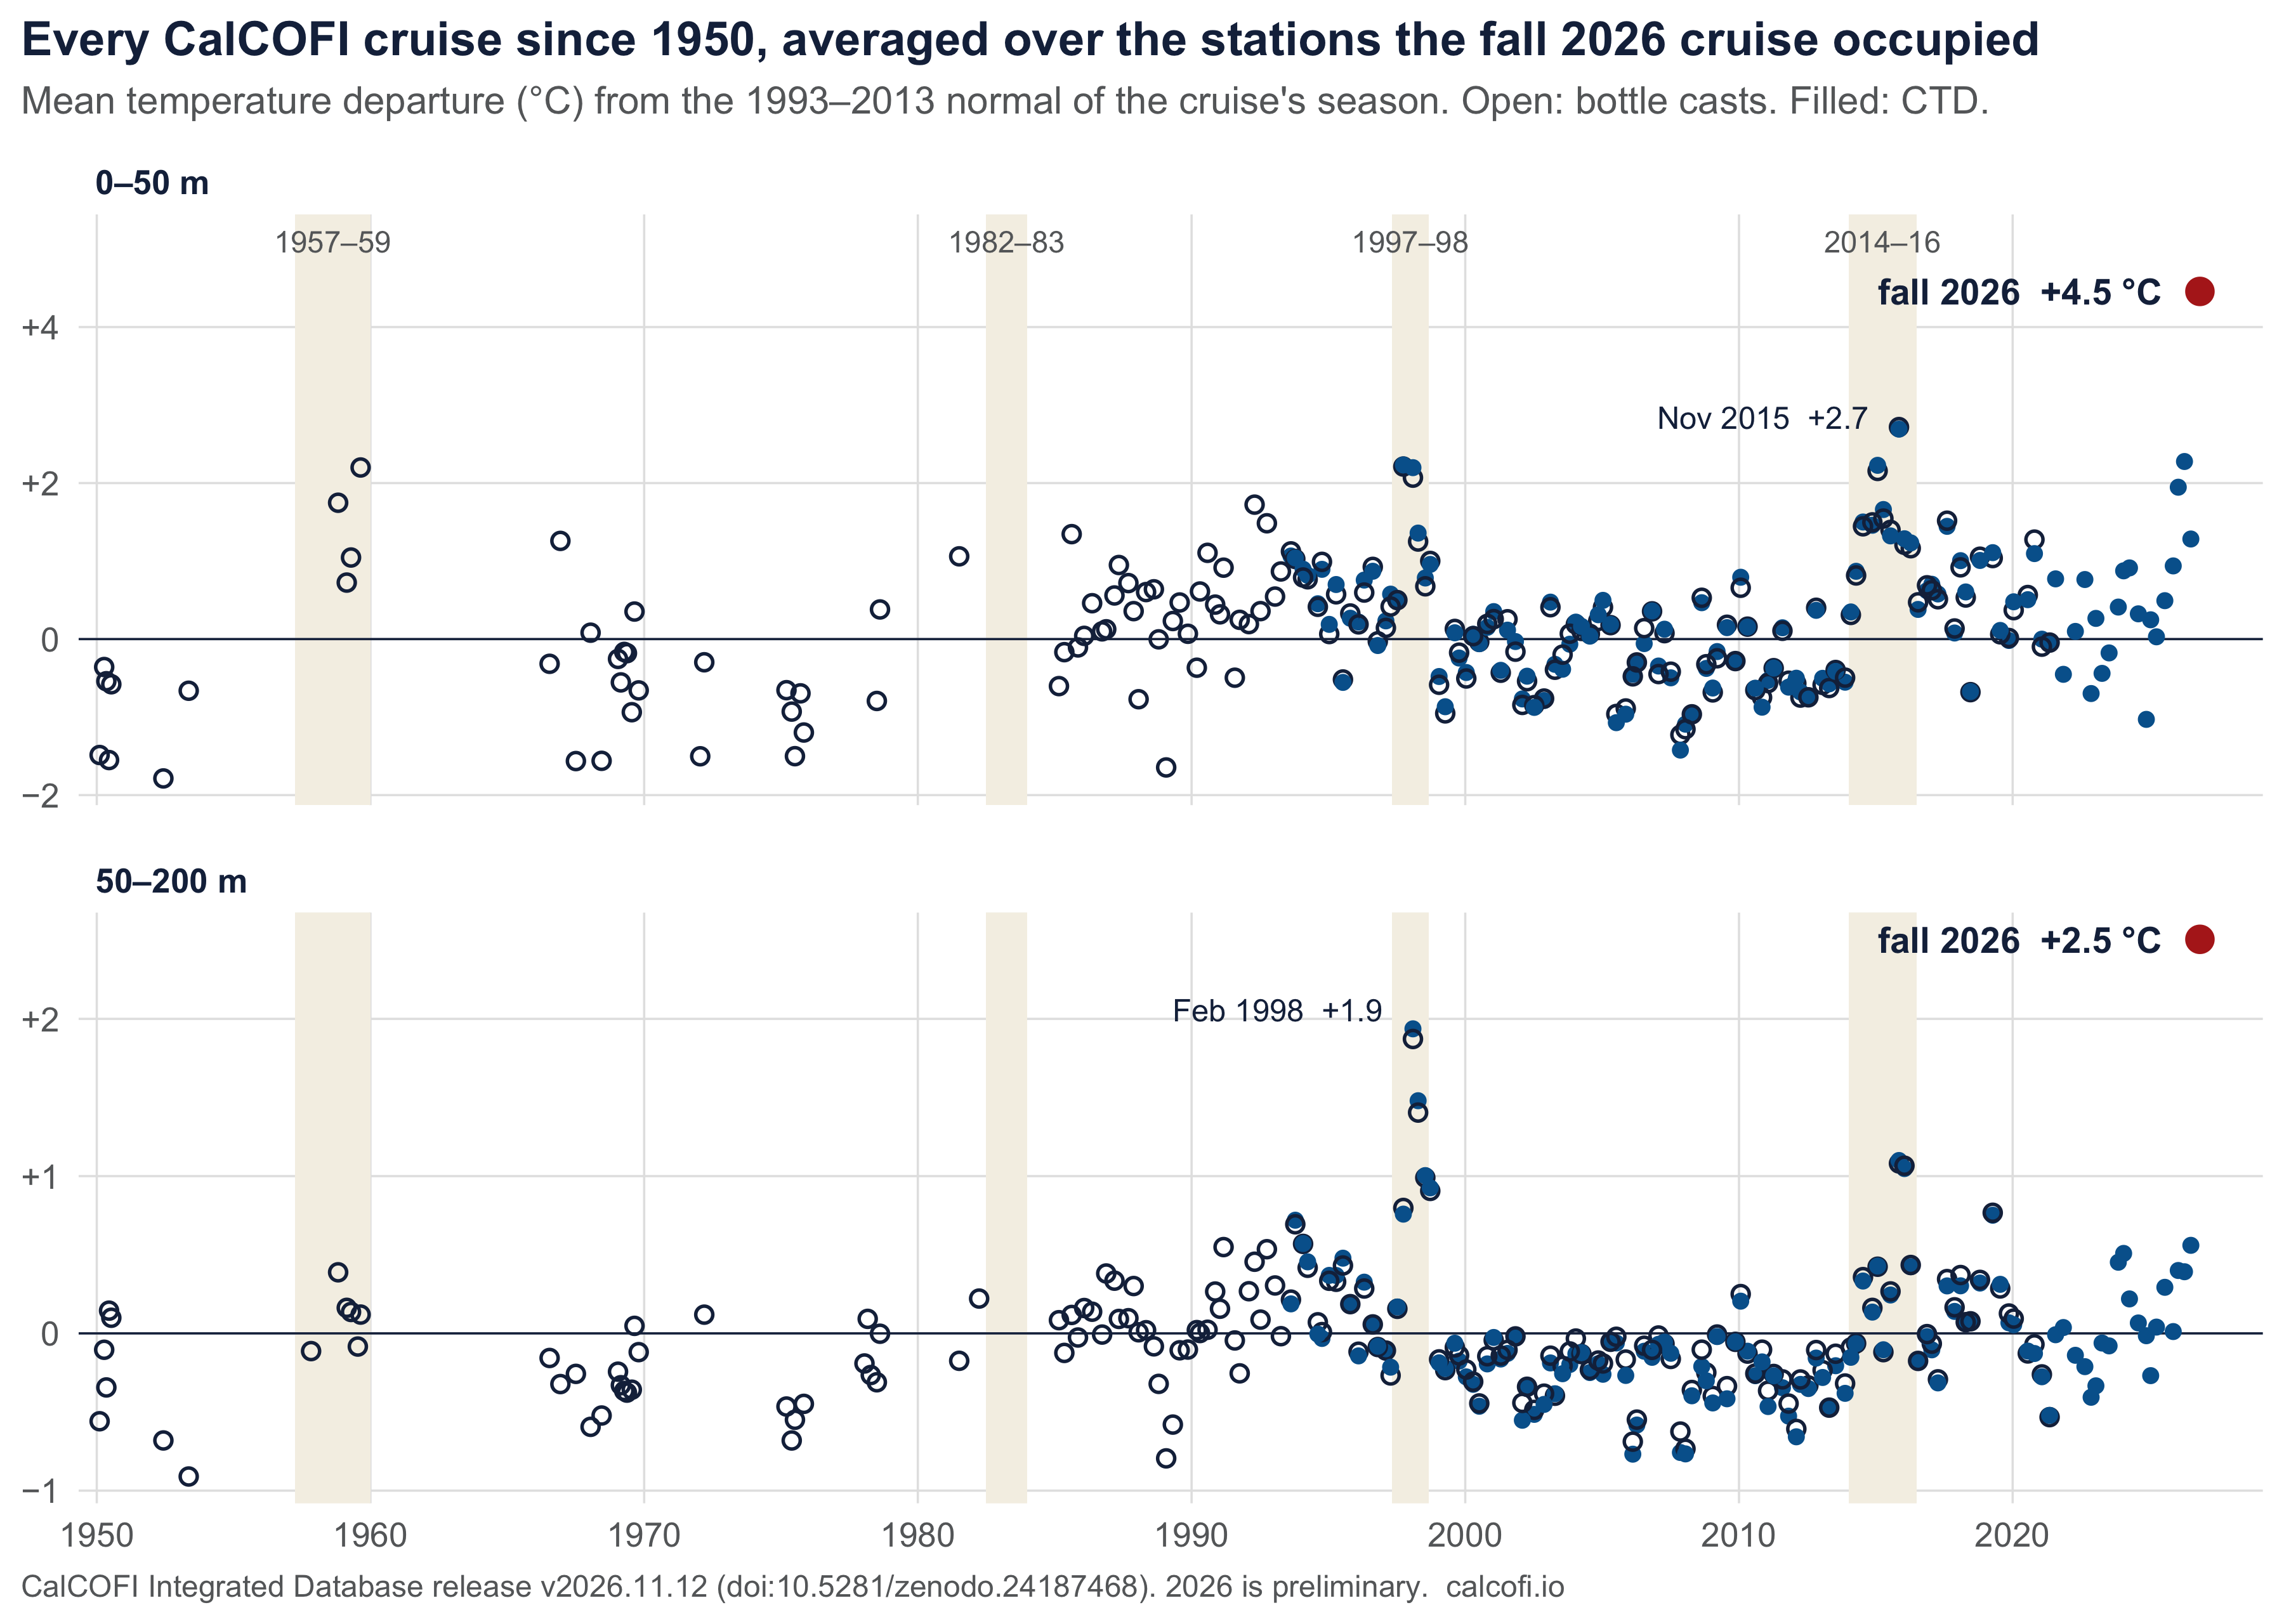 Every CalCOFI cruise since 1950, averaged over the stations the fall 2026 cruise occupied
Mean temperature departure (°C) from the 1993–2013 normal of the cruise's season. Open: bottle casts. Filled: CTD.
0–50 m
1957–59
1982–83
1997–98
2014–16
fall 2026 +4.5 °C
+4
Nov 2015 +2.7
+2
0
−2
50–200 m
fall 2026 +2.5 °C
Feb 1998 +1.9
+2
+1
0
−1
1950 1960 1970 1980 1990 2000 2010 2020
CalCOFI Integrated Database release v2026.11.12 (doi:10.5281/zenodo.24187468). 2026 is preliminary. calcofi.io